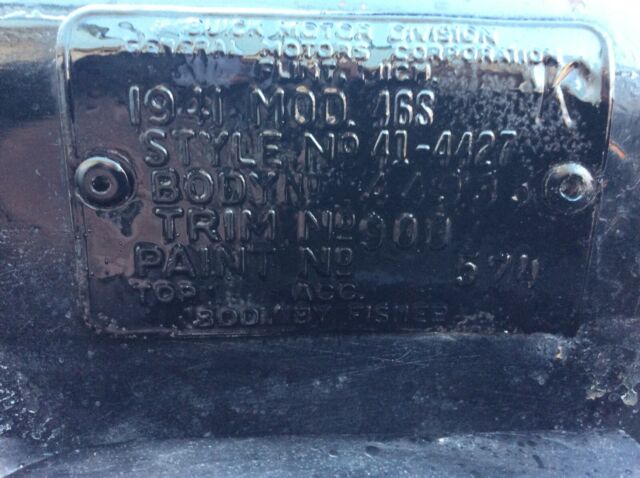 BUICK MOTOR DIVISION
GENERAL MOTORS CORPORATION
FLINT, MICH.
K
1941 MOD. 46S
STYLE Nº 41-4427
BODY Nº
TRIM Nº 900
PAINT Nº
TOP ACC.
BODY BY FISHER